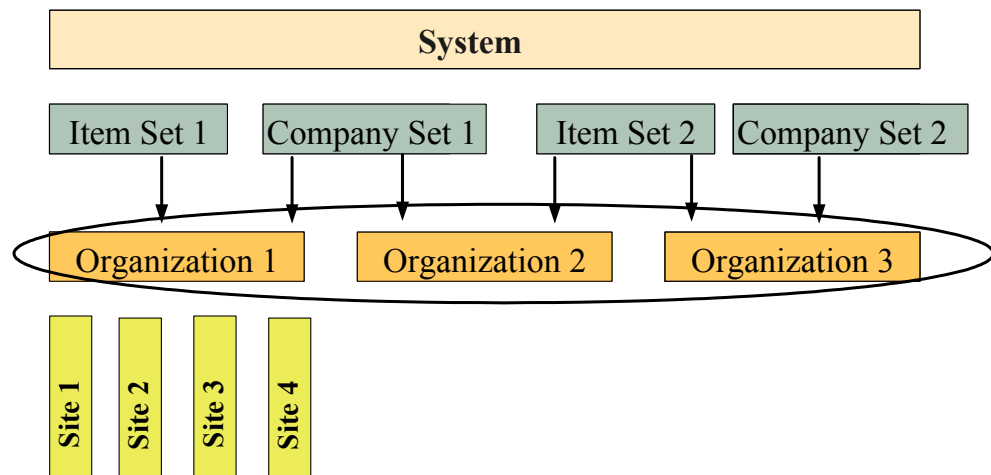 System
Item Set 1
Company Set 1
Item Set 2
Company Set 2
Organization 1
Organization 2
Organization 3
Site 1
Site 2
Site 3
Site 4